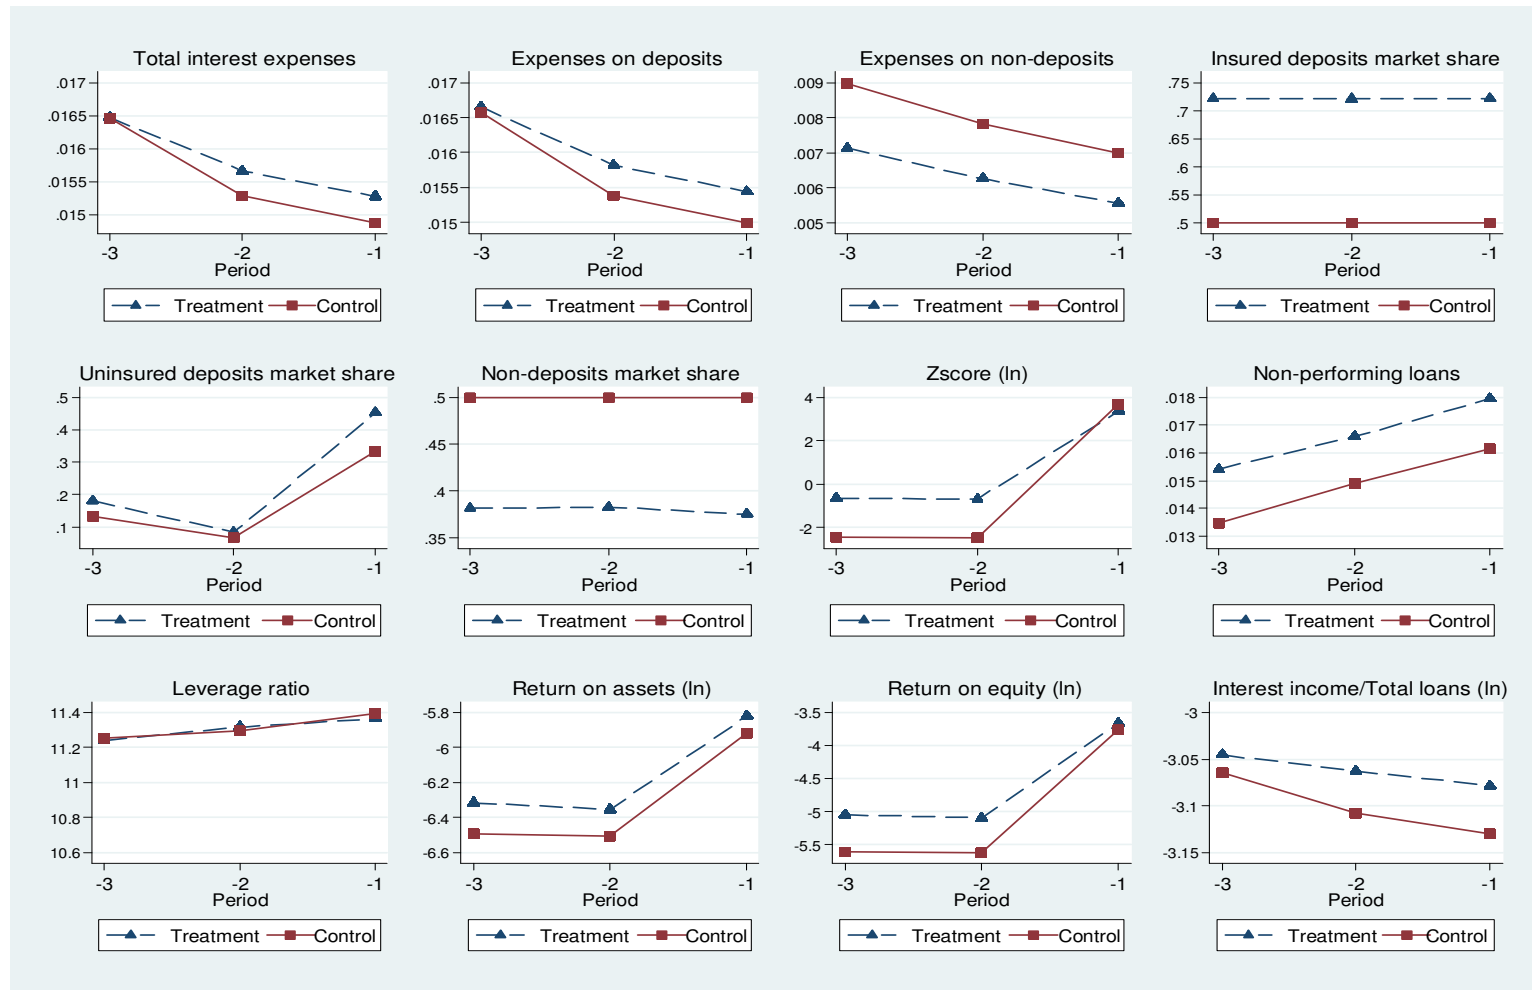 Total interest expenses
.017
.0165
.016
.0155
.015
-3 -2 -1
Period
Treatment Control
Expenses on deposits
.017
.0165
.016
.0155
.015
-3 -2 -1
Period
Treatment Control
Expenses on non-deposits
.009
.008
.007
.006
.005
-3 -2 -1
Period
Treatment Control
Insured deposits market share
.75
.7
.65
.6
.55
.5
-3 -2 -1
Period
Treatment Control
Uninsured deposits market share
.5
.4
.3
.2
.1
-3 -2 -1
Period
Treatment Control
Non-deposits market share
.5
.45
.4
.35
-3 -2 -1
Period
Treatment Control
Zscore (ln)
4
2
0
-2
-3 -2 -1
Period
Treatment Control
Non-performing loans
.018
.017
.016
.015
.014
.013
-3 -2 -1
Period
Treatment Control
Leverage ratio
11.4
11.2
11
10.8
10.6
-3 -2 -1
Period
Treatment Control
Return on assets (ln)
-5.8
-6
-6.2
-6.4
-6.6
-3 -2 -1
Period
Treatment Control
Return on equity (ln)
-3.5
-4
-4.5
-5
-5.5
-3 -2 -1
Period
Treatment Control
Interest income/Total loans (ln)
-3
-3.05
-3.1
-3.15
-3 -2 -1
Period
Treatment Control